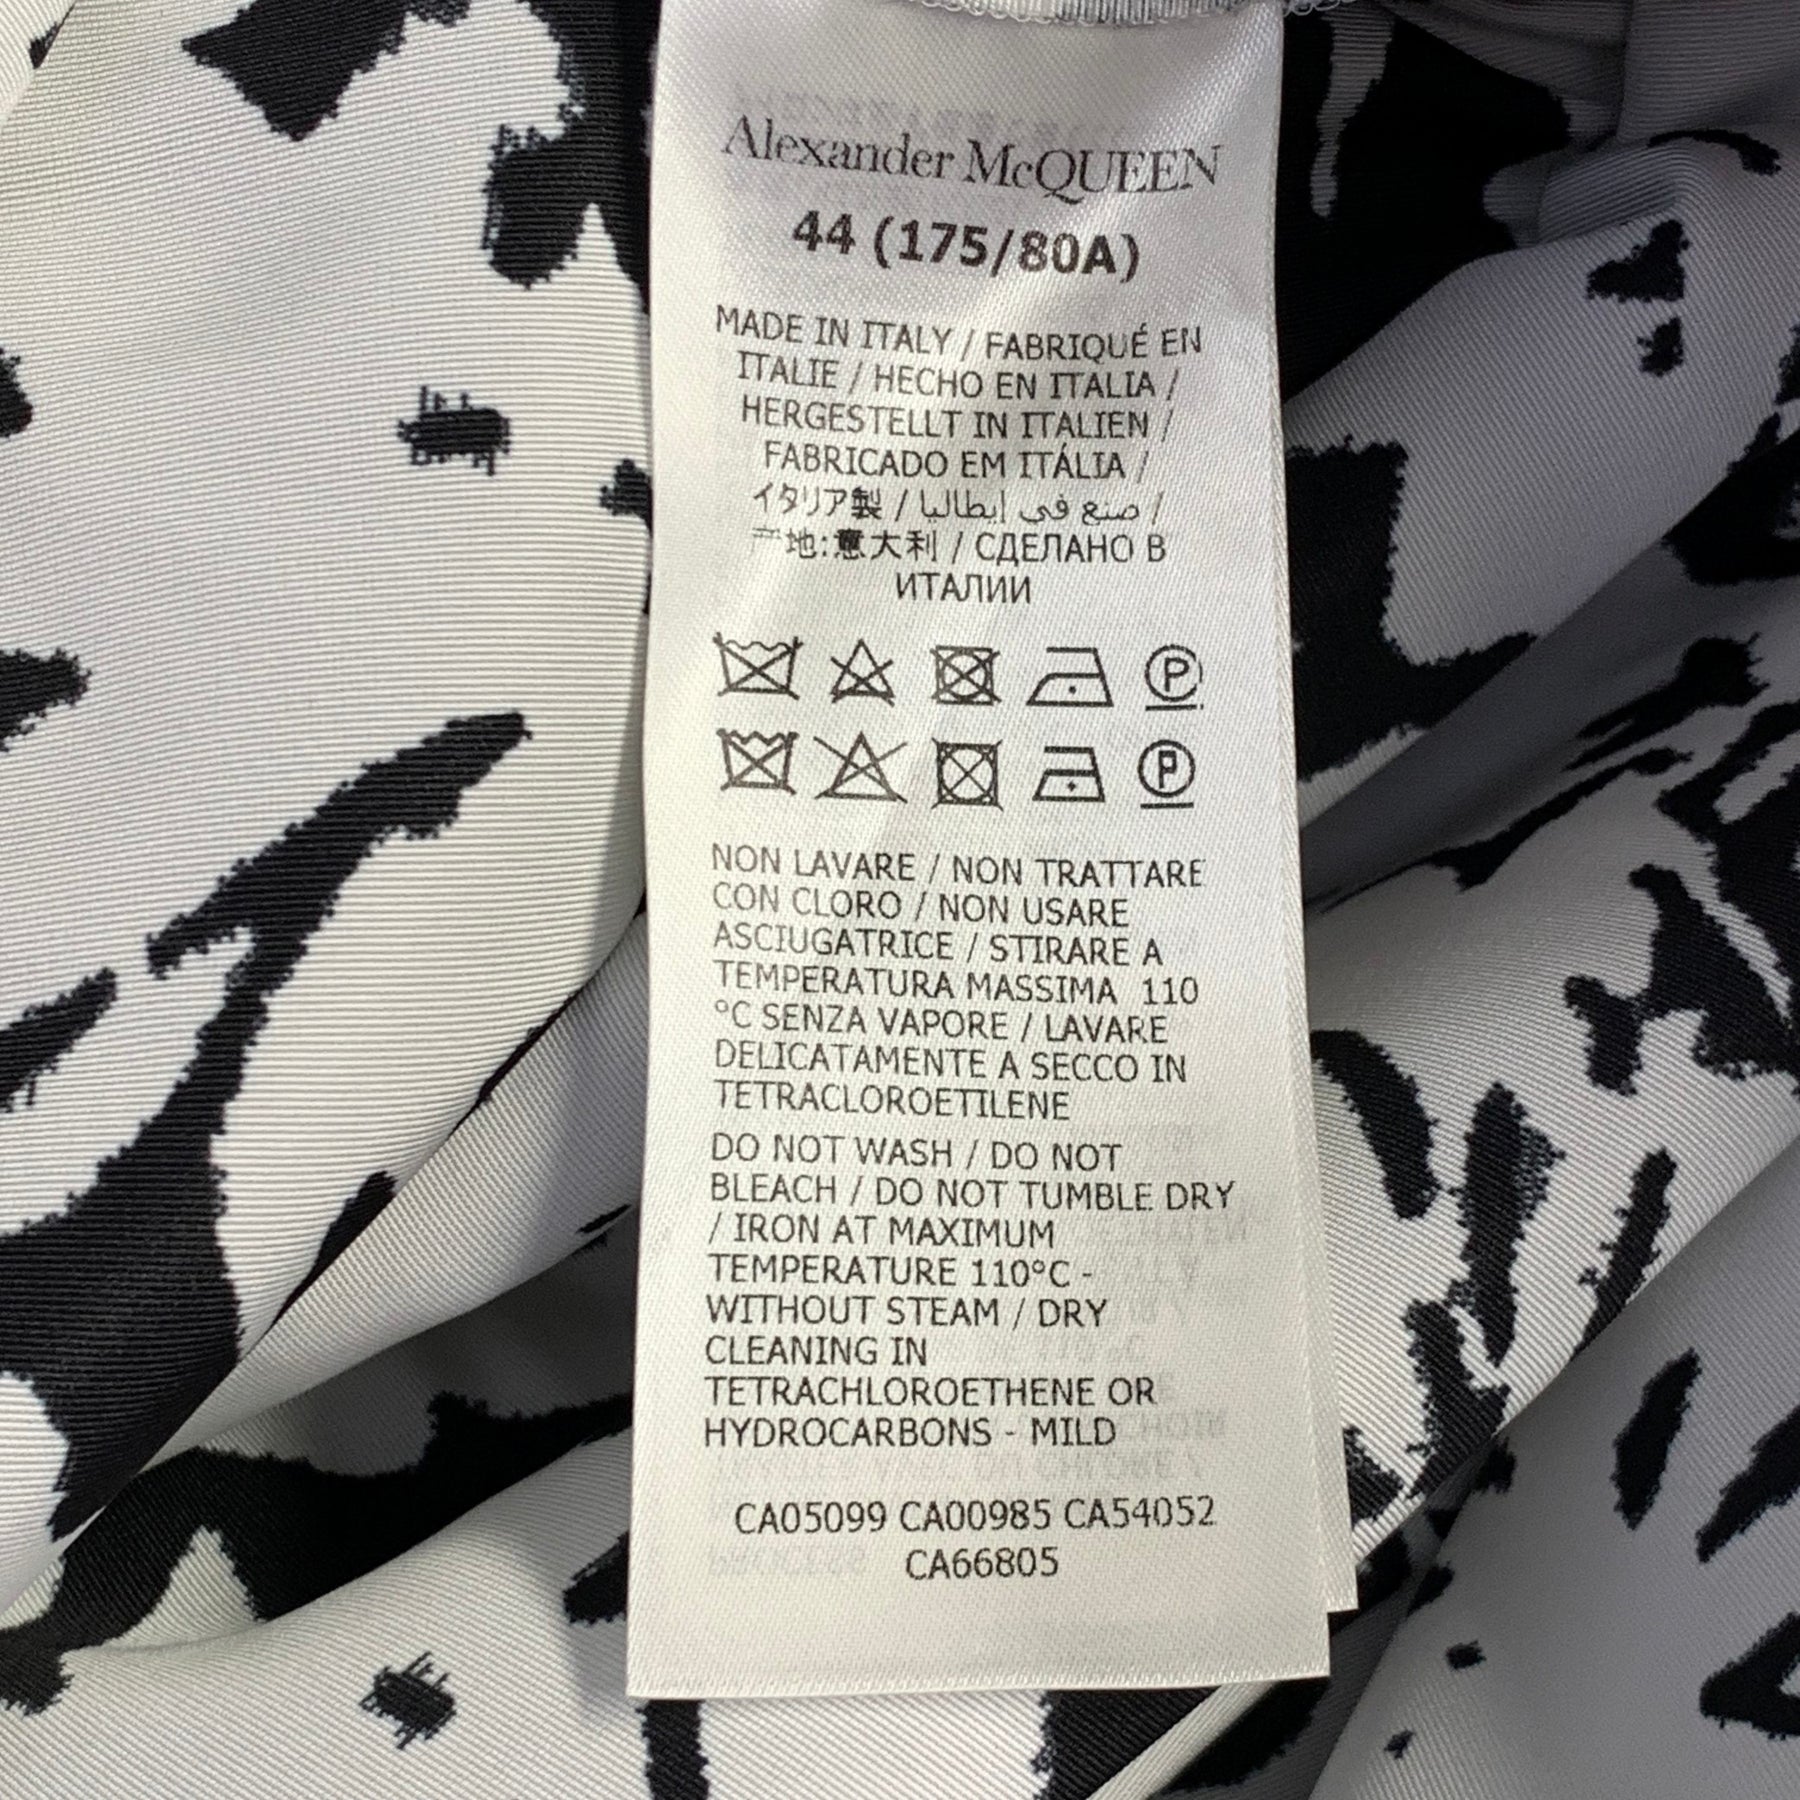 Alexander McQUEEN
44 (175/80A)
MADE IN ITALY / FABRIQUÉ EN
ITALIE / HECHO EN ITALIA /
HERGESTELLT IN ITALIEN /
FABRICADO EM ITÁLIA /
イタリア製 / صنع في إيطاليا /
产地:意大利 / СДЕЛАНО В
ИТАЛИИ
P
P
NON LAVARE / NON TRATTARE
CON CLORO / NON USARE
ASCIUGATRICE / STIRARE A
TEMPERATURA MASSIMA 110
°C SENZA VAPORE / LAVARE
DELICATAMENTE A SECCO IN
TETRACLOROETILENE
DO NOT WASH / DO NOT
BLEACH / DO NOT TUMBLE DRY
/ IRON AT MAXIMUM
TEMPERATURE 110°C -
WITHOUT STEAM / DRY
CLEANING IN
TETRACHLOROETHENE OR
HYDROCARBONS - MILD
CA05099 CA00985 CA54052
CA66805